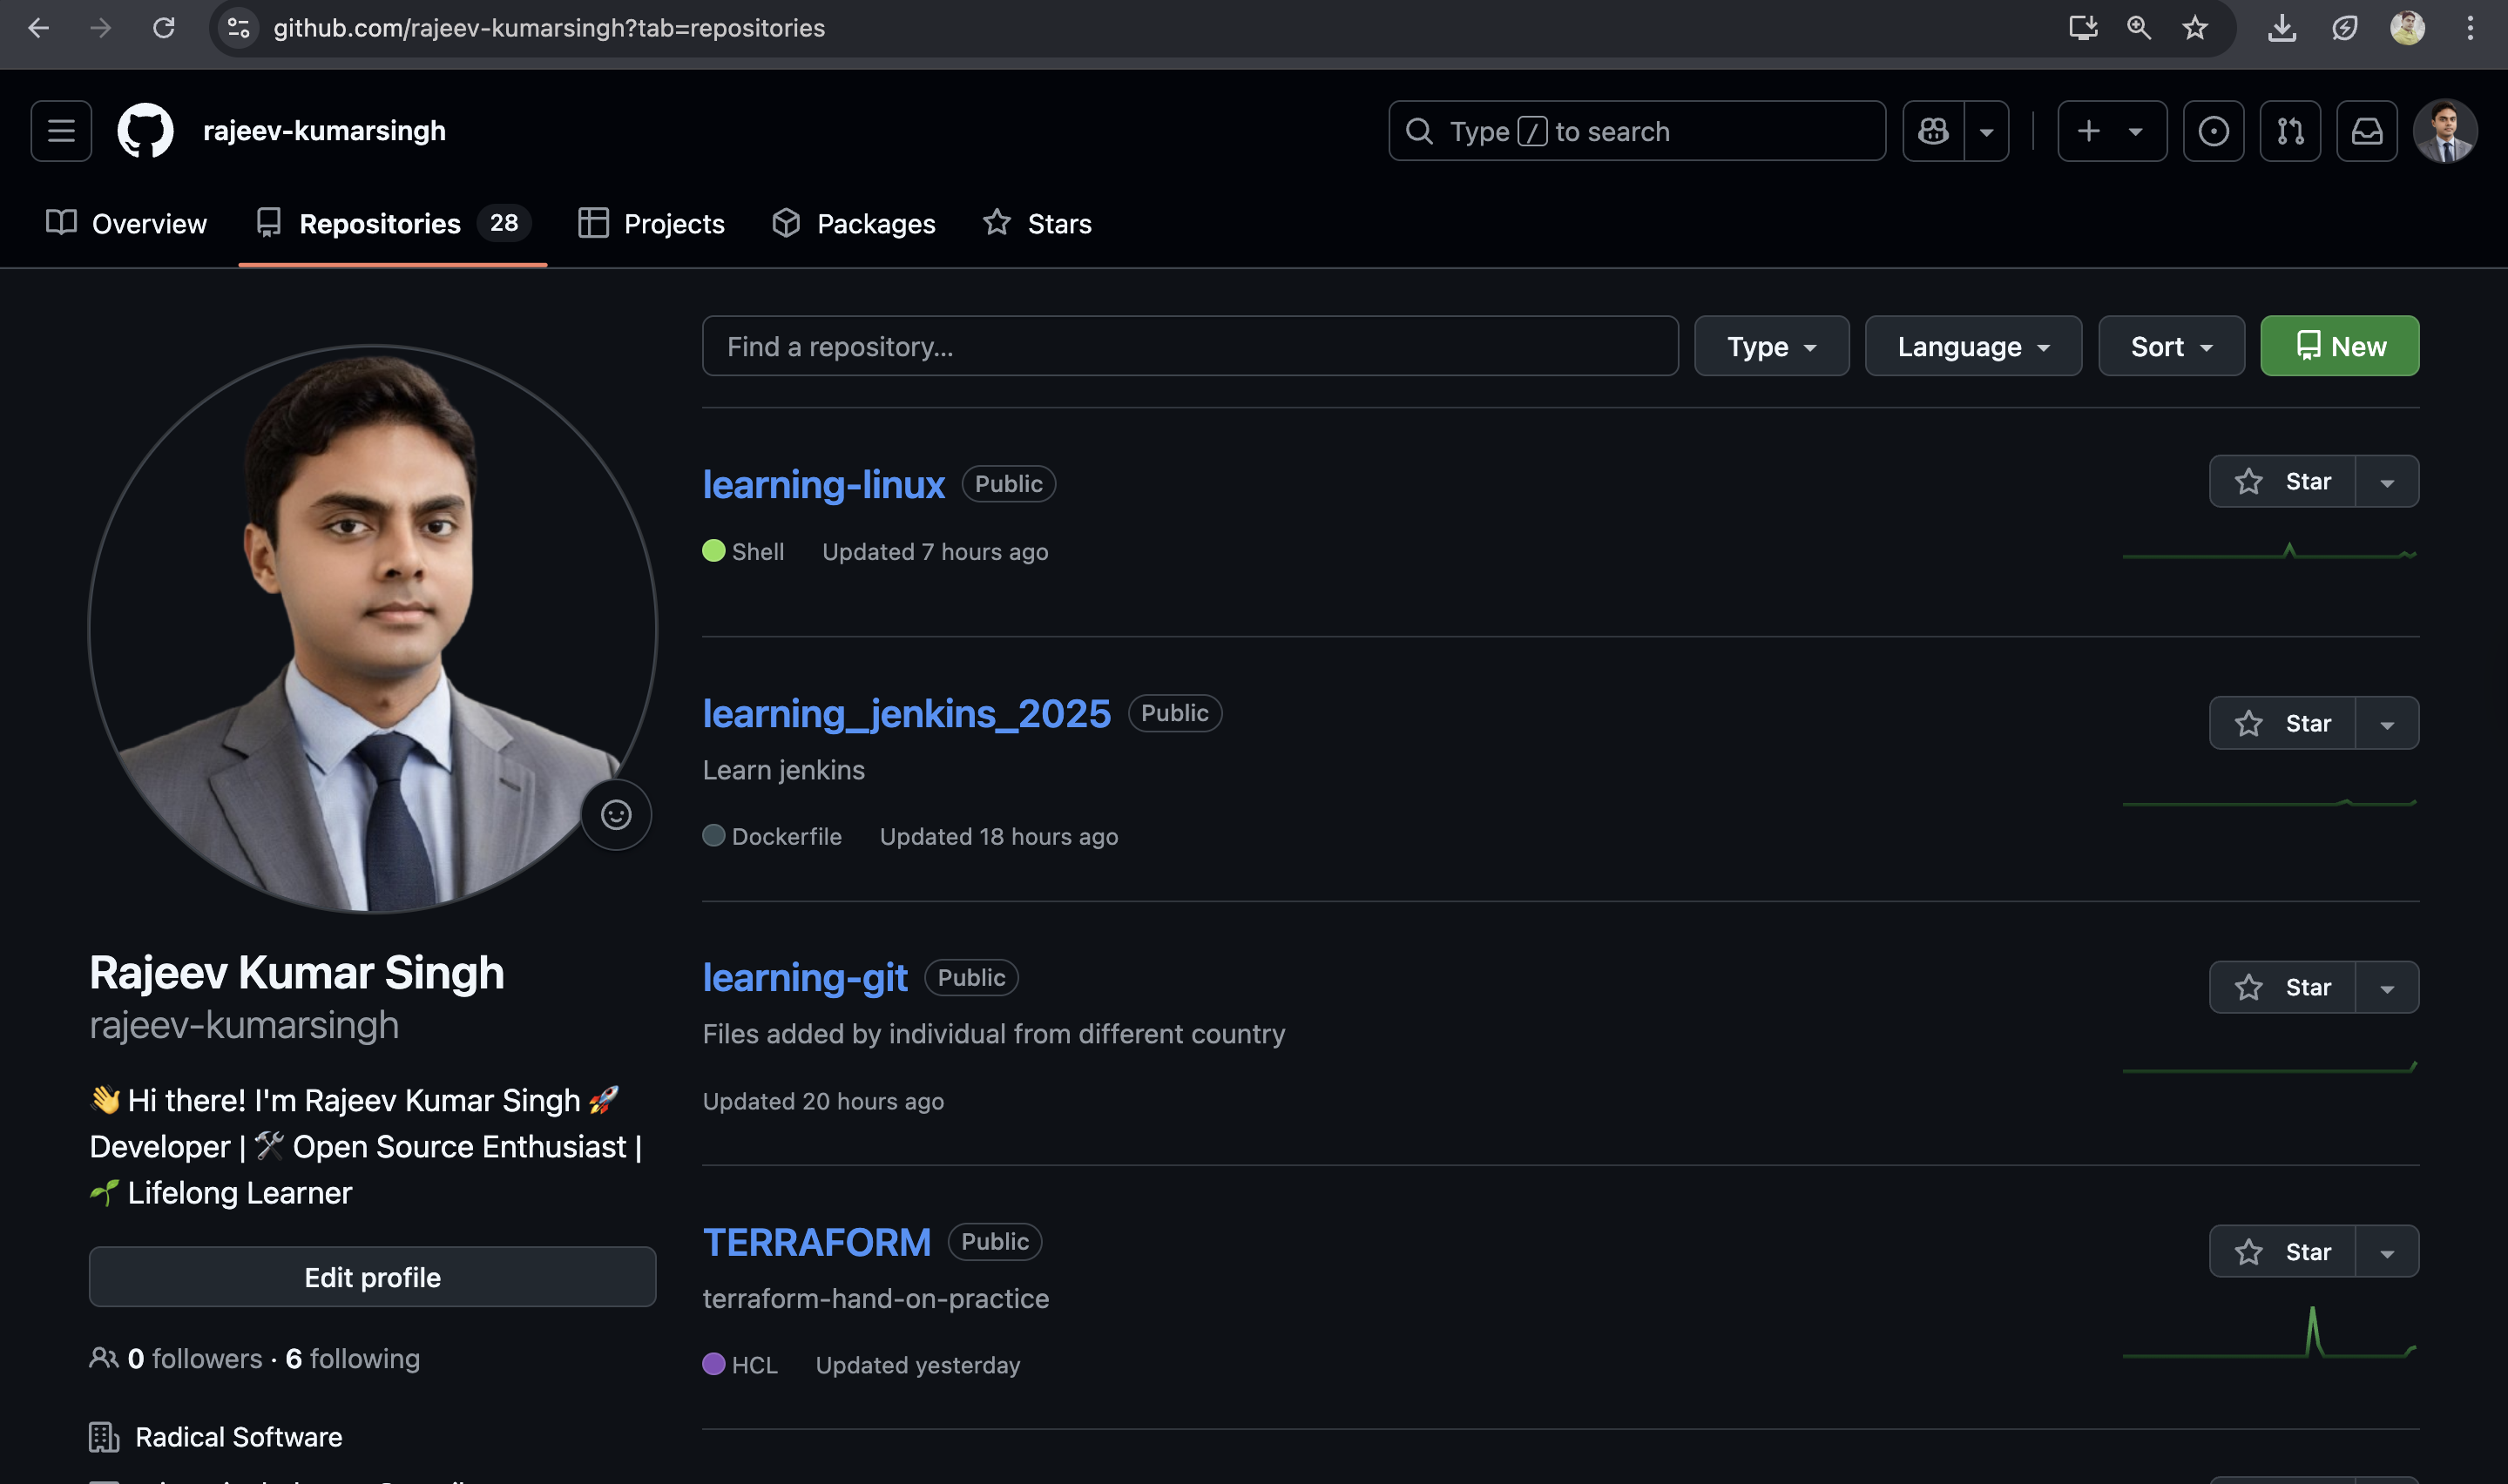 github.com/rajeev-kumarsingh?tab=repositories
rajeev-kumarsingh
Type / to search
Overview
Repositories 28
Projects
Packages
Stars
Find a repository...
Type
Language
Sort
New
learning-linux Public
Star
Shell Updated 7 hours ago
learning_jenkins_2025 Public
Star
Learn jenkins
Dockerfile Updated 18 hours ago
learning-git Public
Star
Files added by individual from different country
Updated 20 hours ago
TERRAFORM Public
Star
terraform-hand-on-practice
HCL Updated yesterday
Rajeev Kumar Singh
rajeev-kumarsingh
👋 Hi there! I'm Rajeev Kumar Singh 🚀
Developer | 🛠️ Open Source Enthusiast |
🌱 Lifelong Learner
Edit profile
0 followers · 6 following
Radical Software